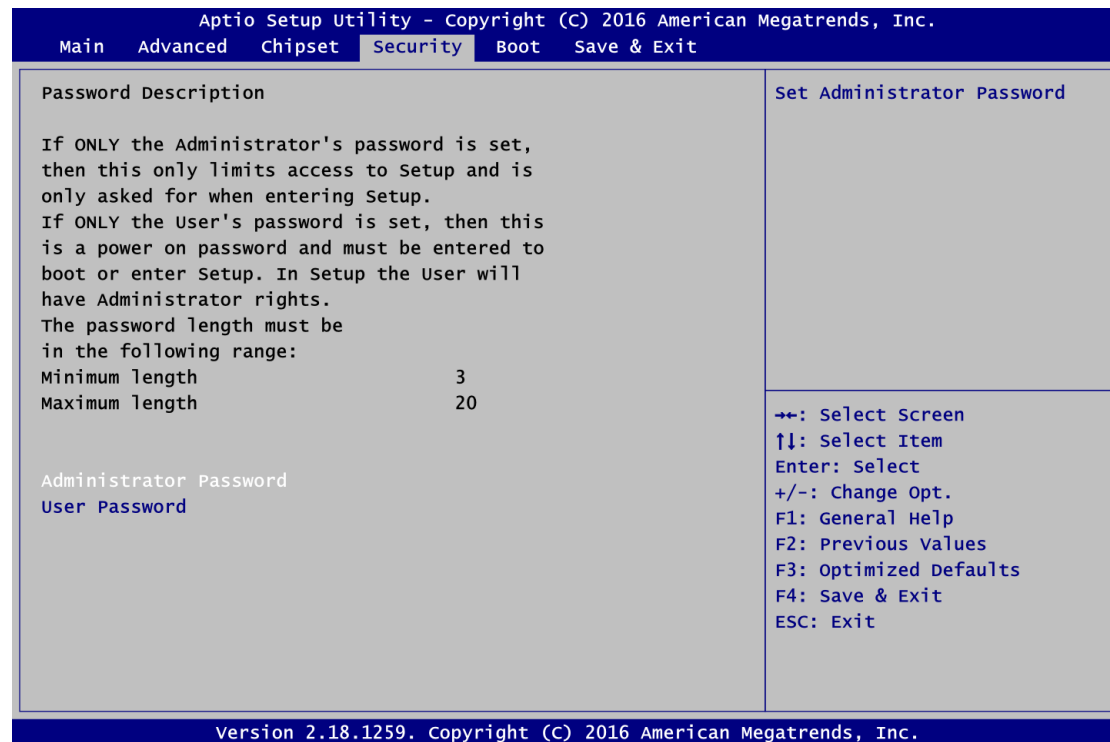 Aptio Setup Utility - Copyright (C) 2016 American Megatrends, Inc.
Main Advanced Chipset Security Boot Save & Exit
Password Description
If ONLY the Administrator's password is set,
then this only limits access to Setup and is
only asked for when entering Setup.
If ONLY the User's password is set, then this
is a power on password and must be entered to
boot or enter Setup. In Setup the User will
have Administrator rights.
The password length must be
in the following range:
Minimum length 3
Maximum length 20
Administrator Password
User Password
Set Administrator Password
→←: Select Screen
↑↓: Select Item
Enter: Select
+/-: Change Opt.
F1: General Help
F2: Previous Values
F3: Optimized Defaults
F4: Save & Exit
ESC: Exit
Version 2.18.1259. Copyright (C) 2016 American Megatrends, Inc.